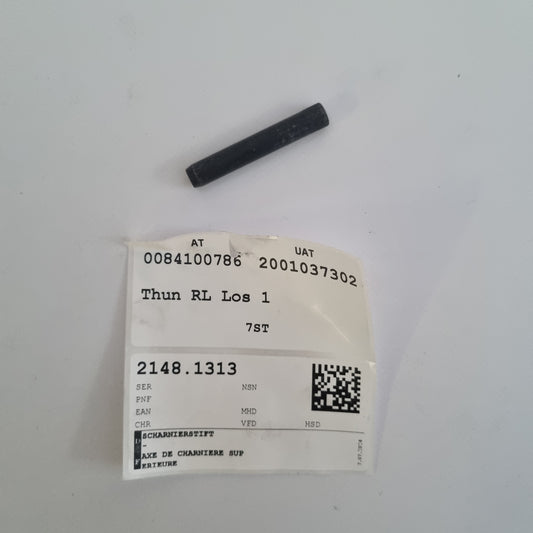 AT UAT
0084100786 2001037302
Thun RL Los 1
7ST
2148.1313
SER NSN
PNF
EAN MHD
CHR VFD HSD
D SCHARNIERSTIFT
-
F AXE DE CHARNIERE SUP
ERIEURE